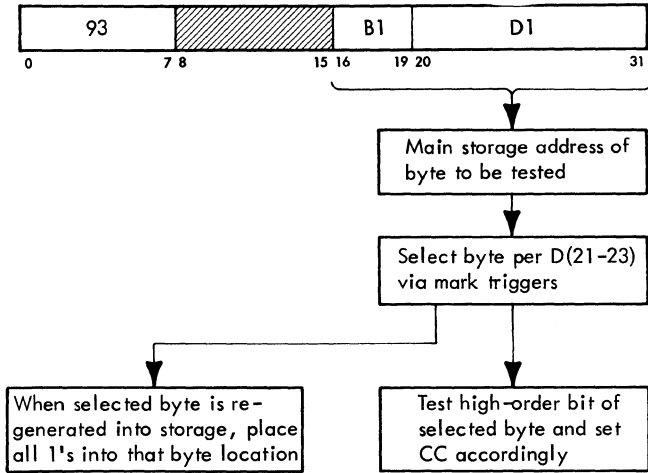 93 B1 D1
0 7 8 15 16 19 20 31
Main storage address of
byte to be tested
Select byte per D(21-23)
via mark triggers
When selected byte is re-
generated into storage, place
all 1's into that byte location
Test high-order bit of
selected byte and set
CC accordingly